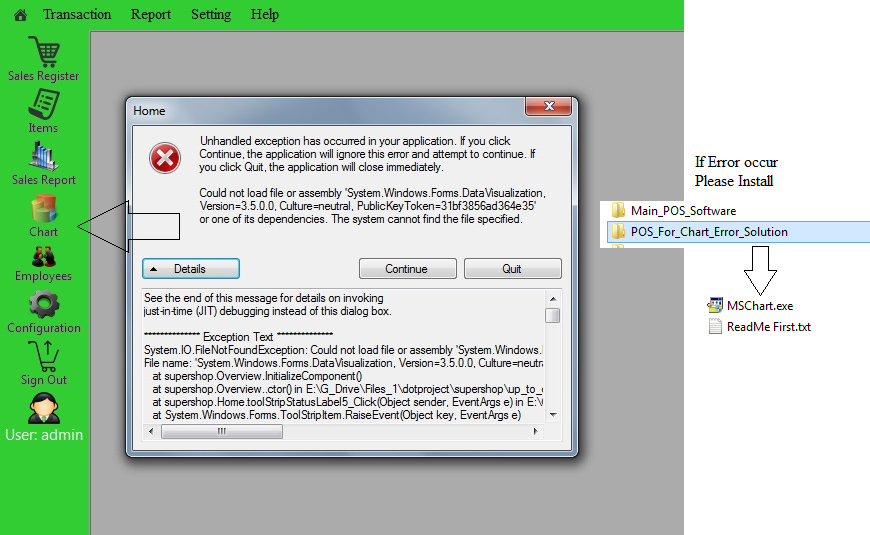 Transaction Report Setting Help
Sales Register
Items
Sales Report
Chart
Employees
Configuration
Sign Out
User: admin
Home
Unhandled exception has occurred in your application. If you click
Continue, the application will ignore this error and attempt to continue. If
you click Quit, the application will close immediately.
Could not load file or assembly 'System.Windows.Forms.DataVisualization,
Version=3.5.0.0, Culture=neutral, PublicKeyToken=31bf3856ad364e35'
or one of its dependencies. The system cannot find the file specified.
Details Continue Quit
See the end of this message for details on invoking
just-in-time (JIT) debugging instead of this dialog box.
************** Exception Text **************
System.IO.FileNotFoundException: Could not load file or assembly 'System.Windows.
File name: 'System.Windows.Forms.DataVisualization, Version=3.5.0.0, Culture=neutra
at supershop.Overview.InitializeComponent()
at supershop.Overview..ctor() in E:\G_Drive\Files_1\dotproject\supershop\up_to_
at supershop.Home.toolStripStatusLabel5_Click(Object sender, EventArgs e) in E:\
at System.Windows.Forms.ToolStripItem.RaiseEvent(Object key, EventArgs e)
If Error occur
Please Install
Main_POS_Software
POS_For_Chart_Error_Solution
MSChart.exe
ReadMe First.txt